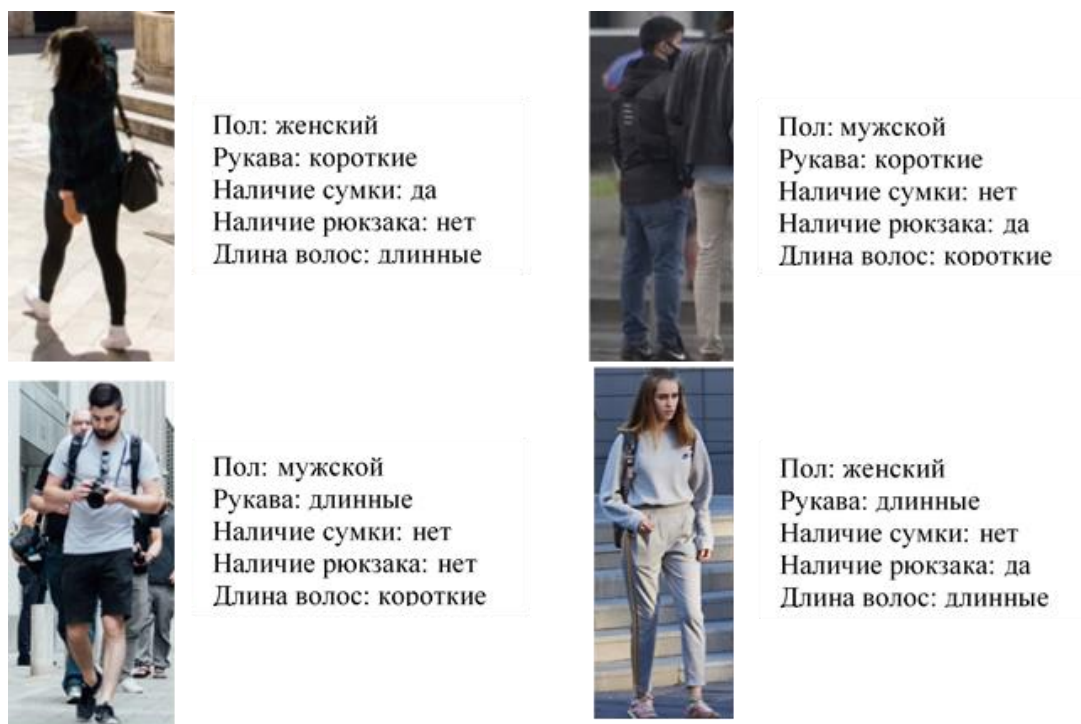 Пол: женский
Рукава: короткие
Наличие сумки: да
Наличие рюкзака: нет
Длина волос: длинные
Пол: мужской
Рукава: короткие
Наличие сумки: нет
Наличие рюкзака: да
Длина волос: короткие
Пол: мужской
Рукава: длинные
Наличие сумки: нет
Наличие рюкзака: нет
Длина волос: короткие
Пол: женский
Рукава: длинные
Наличие сумки: нет
Наличие рюкзака: да
Длина волос: длинные